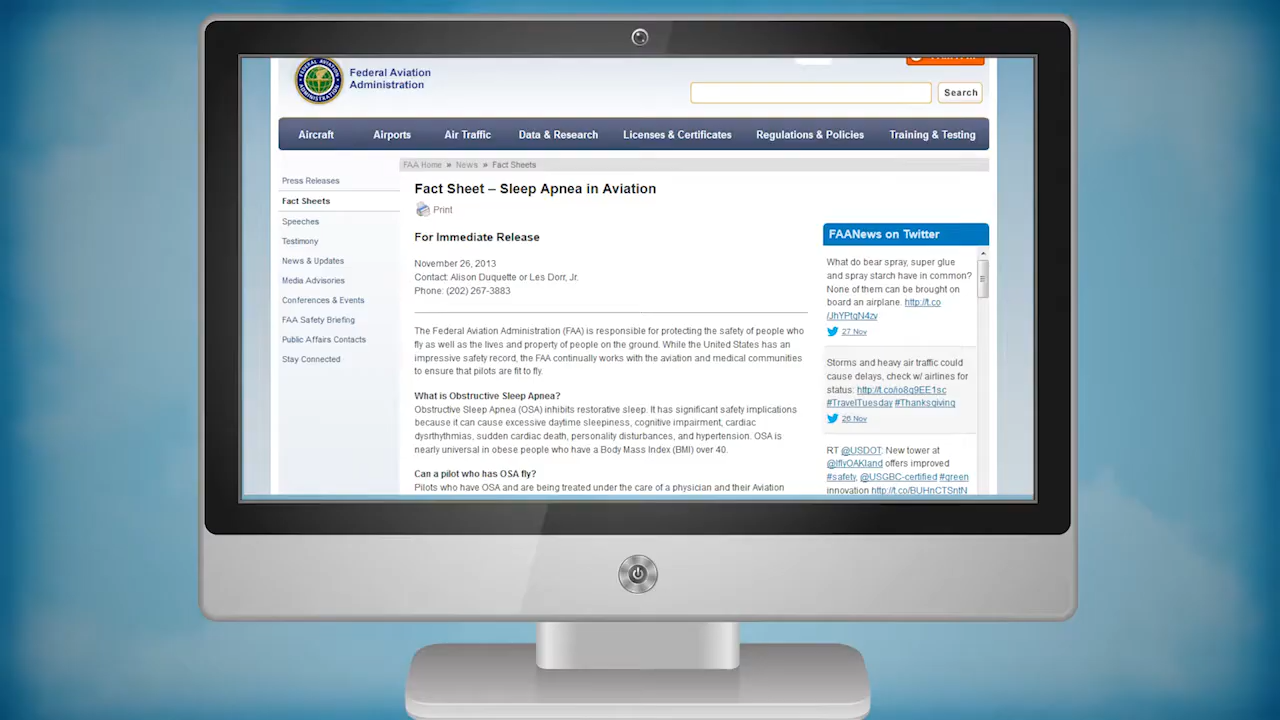 Federal Aviation
Administration
Search
Aircraft
Airports
Air Traffic
Data & Research
Licenses & Certificates
Regulations & Policies
Training & Testing
FAA Home » News » Fact Sheets
Press Releases
Fact Sheets
Speeches
Testimony
News & Updates
Media Advisories
Conferences & Events
FAA Safety Briefing
Public Affairs Contacts
Stay Connected
Fact Sheet – Sleep Apnea in Aviation
Print
For Immediate Release
November 26, 2013
Contact: Alison Duquette or Les Dorr, Jr.
Phone: (202) 267-3883
The Federal Aviation Administration (FAA) is responsible for protecting the safety of people who
fly as well as the lives and property of people on the ground. While the United States has an
impressive safety record, the FAA continually works with the aviation and medical communities
to ensure that pilots are fit to fly.
What is Obstructive Sleep Apnea?
Obstructive Sleep Apnea (OSA) inhibits restorative sleep. It has significant safety implications
because it can cause excessive daytime sleepiness, cognitive impairment, cardiac
dysrhythmias, sudden cardiac death, personality disturbances, and hypertension. OSA is
nearly universal in obese people who have a Body Mass Index (BMI) over 40.
Can a pilot who has OSA fly?
Pilots who have OSA and are being treated under the care of a physician and their Aviation
FAANews on Twitter
What do bear spray, super glue
and spray starch have in common?
None of them can be brought on
board an airplane. http://t.co
/JhYPtgN4zv
27 Nov
Storms and heavy air traffic could
cause delays, check w/ airlines for
status: http://t.co/io8q9EE1sc
#TravelTuesday #Thanksgiving
26 Nov
RT @USDOT: New tower at
@IflyOAKland offers improved
#safety, @USGBC-certified #green
innovation http://t.co/BUHnCTSntN